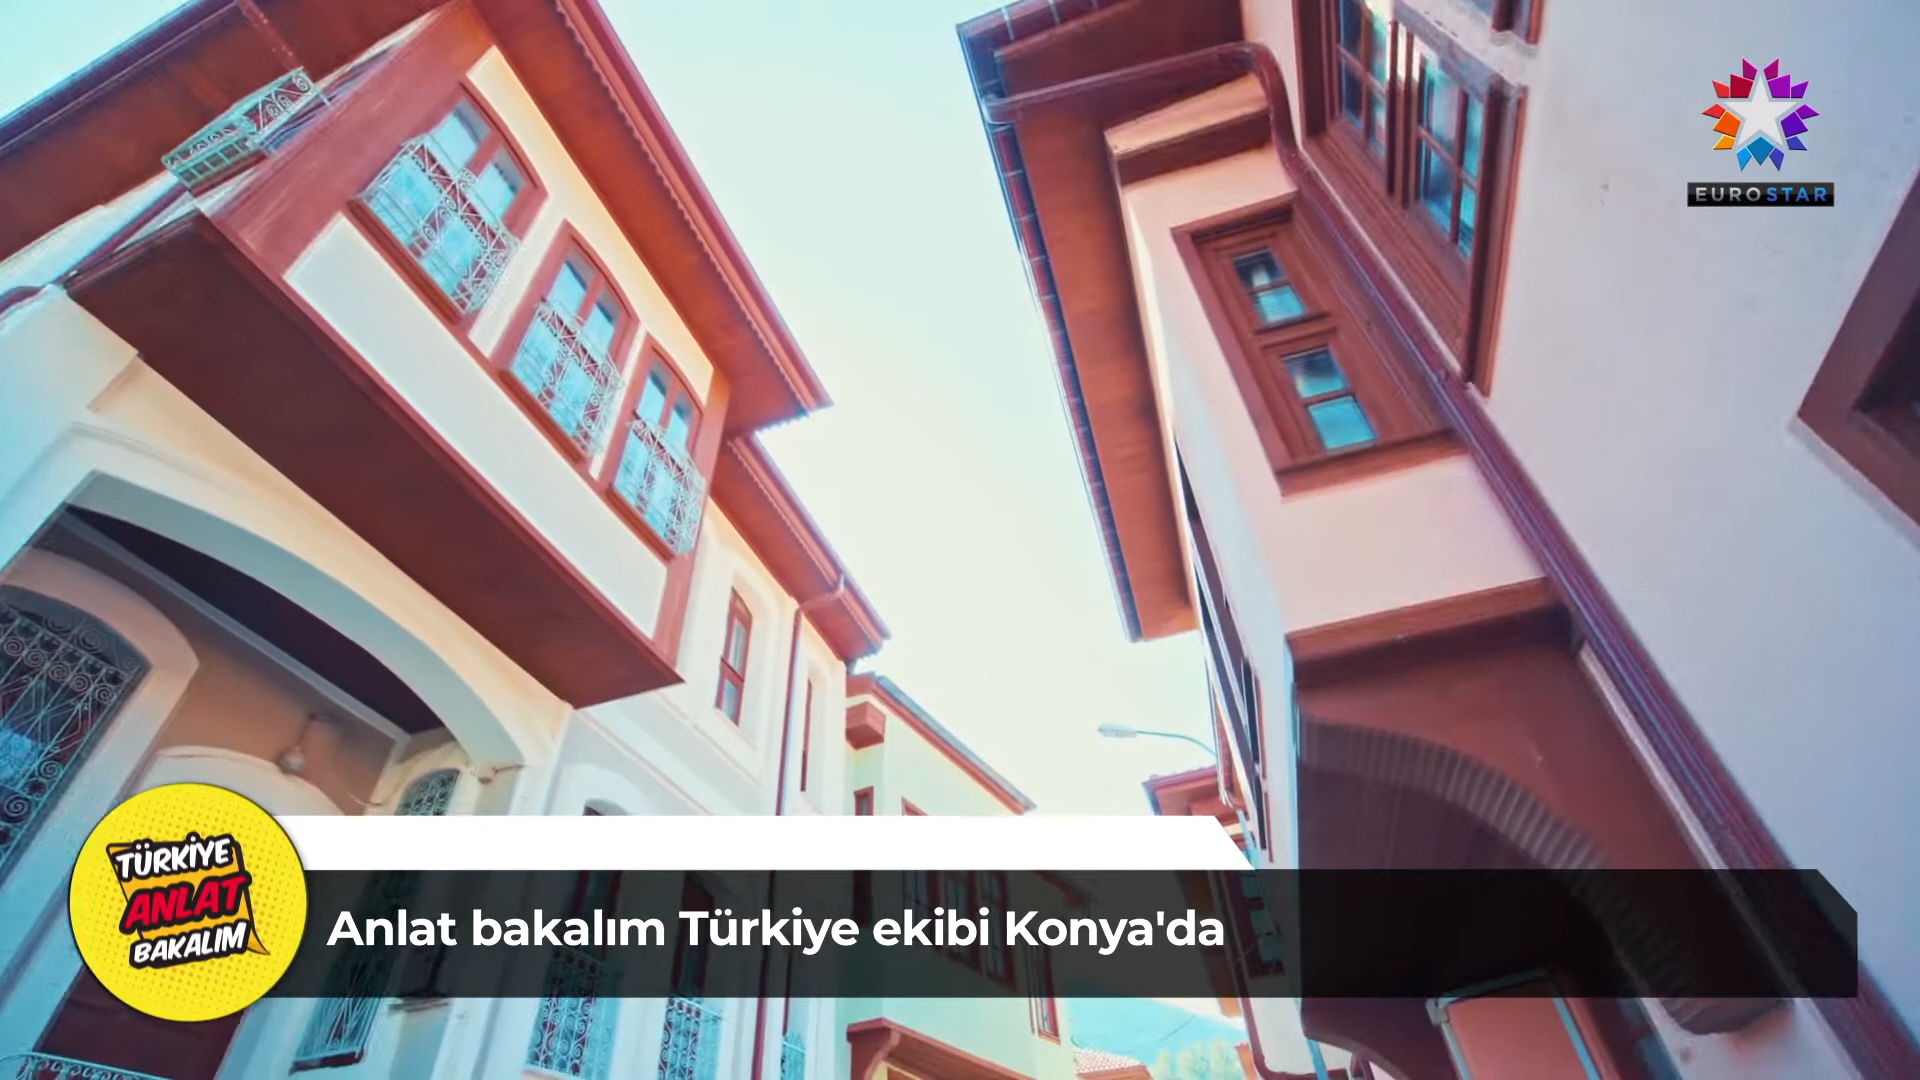 EUROSTAR
TÜRKİYE
ANLAT
BAKALIM
Anlat bakalım Türkiye ekibi Konya'da